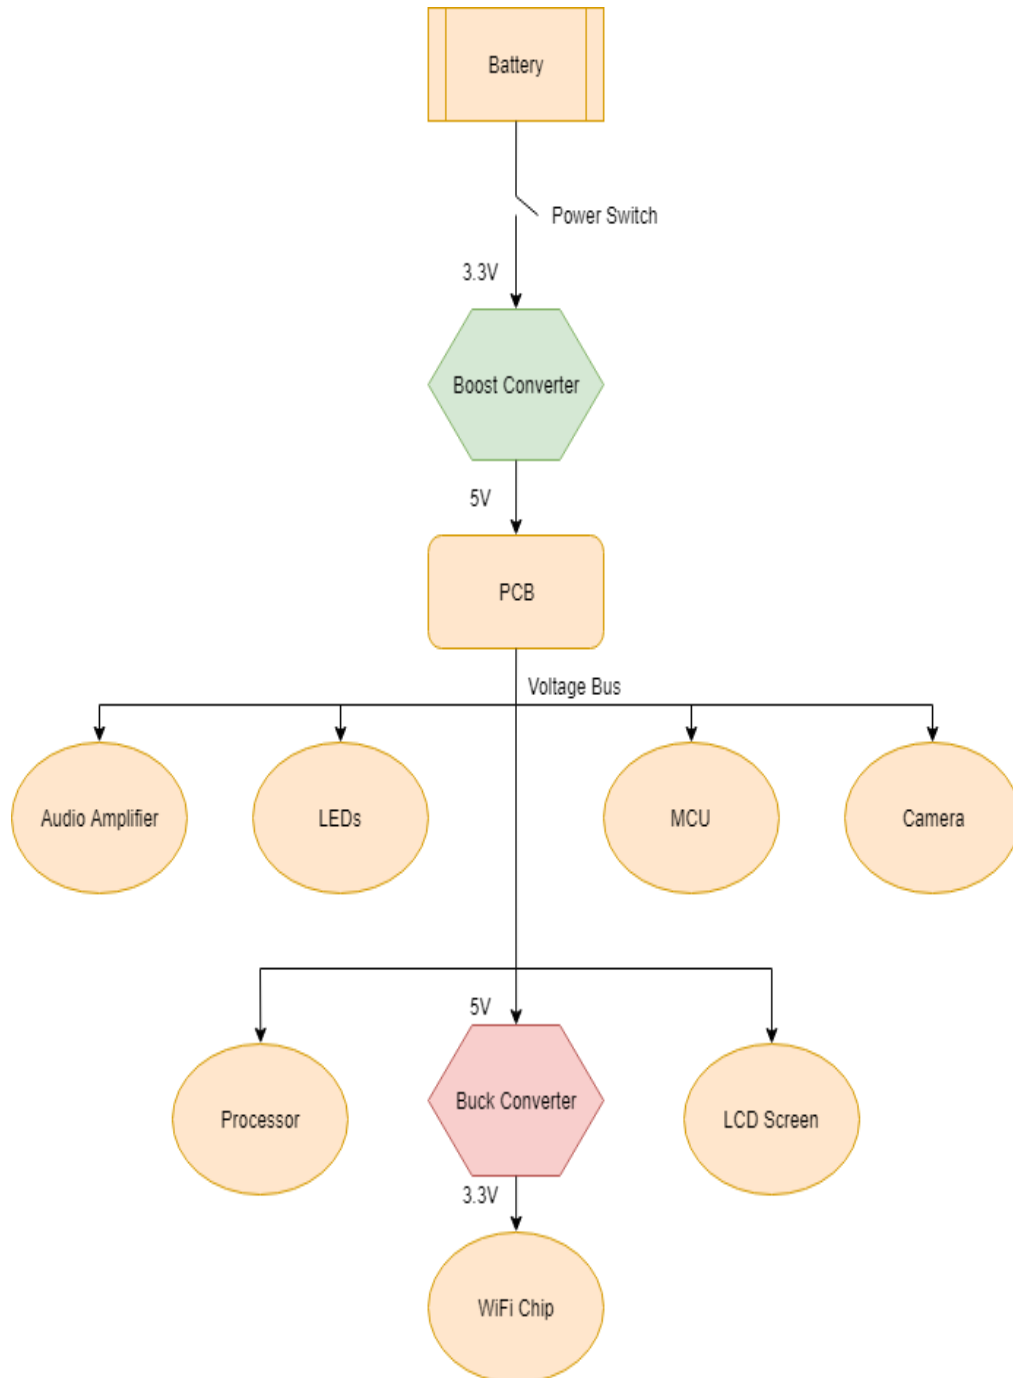 Battery
Power Switch
3.3V
Boost Converter
5V
PCB
Voltage Bus
Audio Amplifier
LEDs
MCU
Camera
5V
Processor
Buck Converter
LCD Screen
3.3V
WiFi Chip